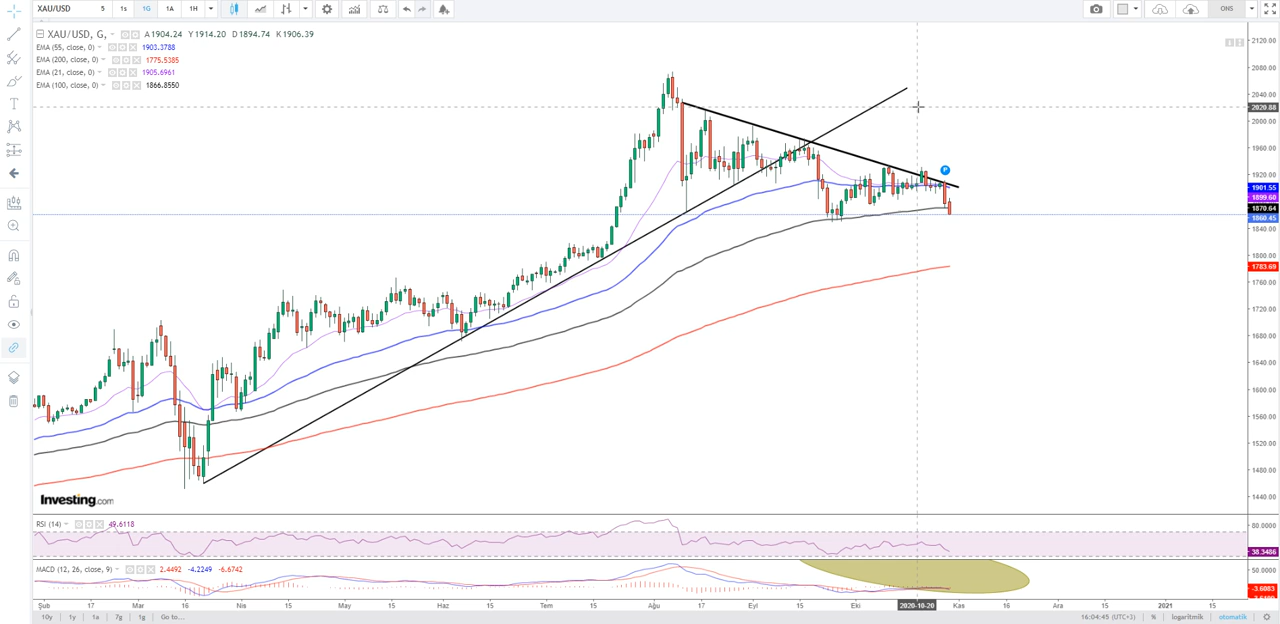 XAU/USD 5 1s 1G 1A 1H ONS
XAU/USD, G, A1904.24 Y1914.20 D1894.74 K1906.39
EMA (55, close, 0) 1903.3788
EMA (200, close, 0) 1775.5385
EMA (21, close, 0) 1905.6961
EMA (100, close, 0) 1866.8550
T
P
2120.00
2080.00
2040.00
2020.88
2000.00
1960.00
1920.00
1901.55
1899.60
1870.64
1860.45
1840.00
1800.00
1783.69
1760.00
1720.00
1680.00
1640.00
1600.00
1560.00
1520.00
1480.00
1440.00
Investing.com
RSI (14) 49.6118
80.0000
38.3486
MACD (12, 26, close, 9) 2.4492 -4.2249 -6.6742
50.0000
-3.6083
Şub 17 Mar 16 Nis 15 May 15 Haz 15 Tem 15 Ağu 17 Eyl 15 Eki 2020-10-20 Kas 16 Ara 15 2021 15
10y 1y 1a 7g 1g Go to... 16:04:45 (UTC+3) % logaritmik otomatik